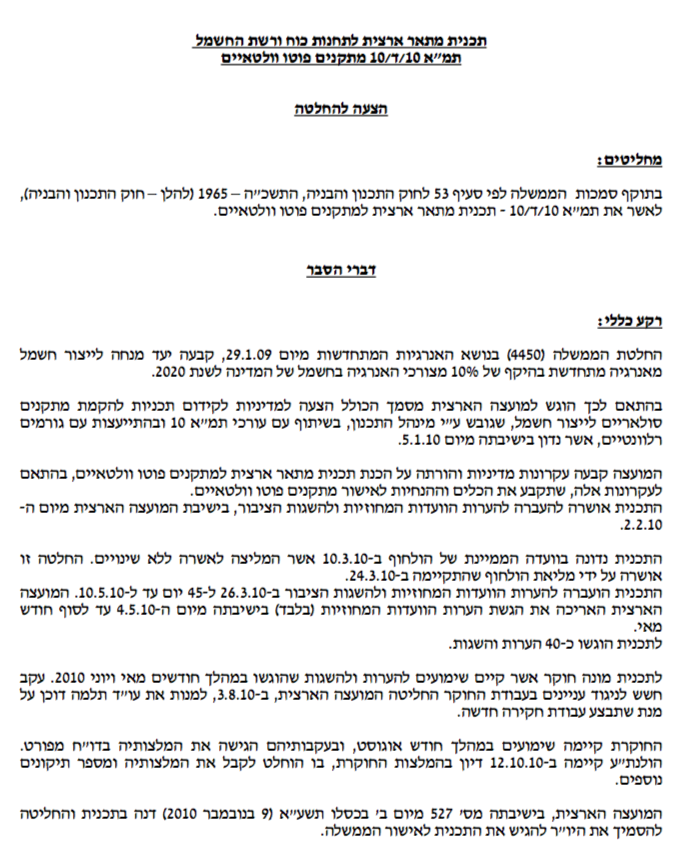 תכנית מתאר ארצית לתחנות כוח ורשת החשמל
תמ"א 10/ד/10 מתקנים פוטו וולטאיים
הצעה להחלטה
מחליטים:
בתוקף סמכות הממשלה לפי סעיף 53 לחוק התכנון והבניה, התשכ"ה – 1965 (להלן – חוק התכנון והבניה),
לאשר את תמ"א 10/ד/10 - תכנית מתאר ארצית למתקנים פוטו וולטאיים.
דברי הסבר
רקע כללי:
החלטת הממשלה (4450) בנושא האנרגיות המתחדשות מיום 29.1.09, קבעה יעד מנחה לייצור חשמל
מאנרגיה מתחדשת בהיקף של 10% מצורכי האנרגיה בחשמל של המדינה לשנת 2020.
בהתאם לכך הוגש למועצה הארצית מסמך הכולל הצעה למדיניות לקידום תכניות להקמת מתקנים
סולאריים לייצור חשמל, שגובש ע"י מינהל התכנון, בשיתוף עם עורכי תמ"א 10 ובהתייעצות עם גורמים
רלוונטיים, אשר נדון בישיבתה מיום 5.1.10.
המועצה קבעה עקרונות מדיניות והורתה על הכנת תכנית מתאר ארצית למתקנים פוטו וולטאיים, בהתאם
לעקרונות אלה, שתקבע את הכלים וההנחיות לאישור מתקנים פוטו וולטאיים.
התכנית אושרה להעברה להערות הוועדות המחוזיות ולהשגות הציבור, בישיבת המועצה הארצית מיום ה-
2.2.10.
התכנית נדונה בוועדה הממיינת של הולחוף ב-10.3.10 אשר המליצה לאשרה ללא שינויים. החלטה זו
אושרה על ידי מליאת הולחוף שהתקיימה ב-24.3.10.
התכנית הועברה להערות הוועדות המחוזיות ולהשגות הציבור ב-26.3.10 ל-45 יום עד ל-10.5.10. המועצה
הארצית האריכה את הגשת הערות הוועדות המחוזיות (בלבד) בישיבתה מיום ה-4.5.10 עד לסוף חודש
מאי.
לתכנית הוגשו כ-40 הערות והשגות.
לתכנית מונה חוקר אשר קיים שימועים להערות ולהשגות שהוגשו במהלך חודשים מאי ויוני 2010. עקב
חשש לניגוד עניינים בעבודת החוקר החליטה המועצה הארצית, ב-3.8.10, למנות את עו"ד תלמה דוכן על
מנת שתבצע עבודת חקירה חדשה.
החוקרת קיימה שימועים במהלך חודש אוגוסט, ובעקבותיהם הגישה את המלצותיה בדו"ח מפורט.
הולנת"ע קיימה ב-12.10.10 דיון בהמלצות החוקרת, בו הוחלט לקבל את המלצותיה ומספר תיקונים
נוספים.
המועצה הארצית, בישיבתה מס' 527 מיום ב' בכסלו תשע"א (9 בנובמבר 2010) דנה בתכנית והחליטה
להסמיך את היו"ר להגיש את התכנית לאישור הממשלה.